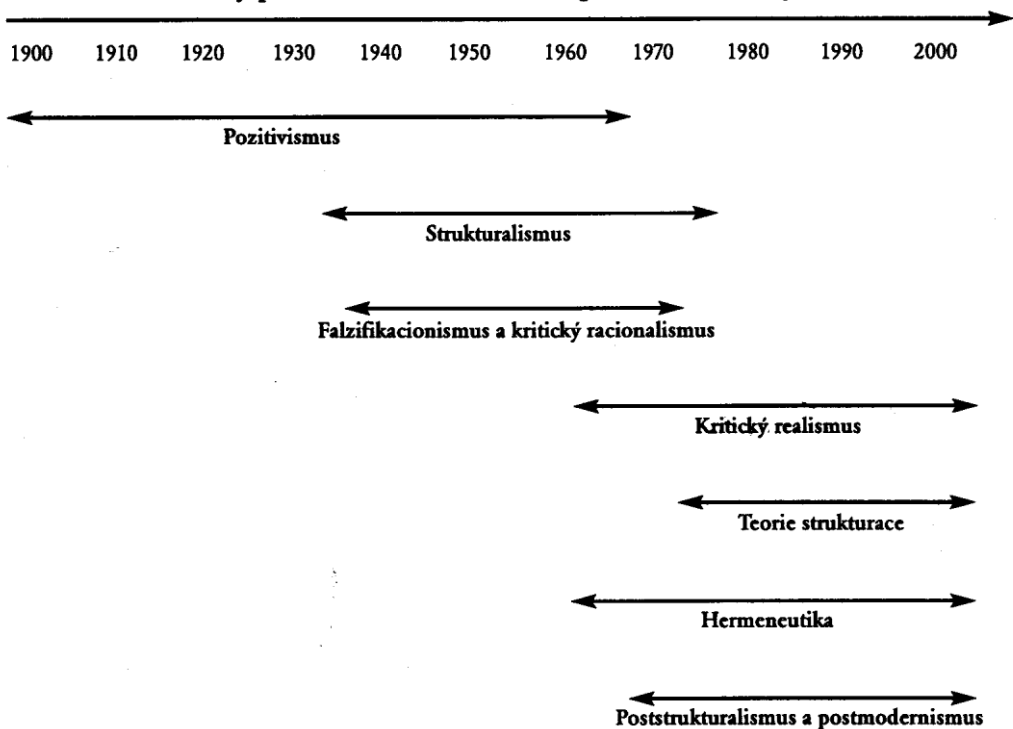 1900 1910 1920 1930 1940 1950 1960 1970 1980 1990 2000
Pozitivismus
Strukturalismus
Falzifikacionismus a kritický racionalismus
Kritický realismus
Teorie strukturace
Hermeneutika
Poststrukturalismus a postmodernismus